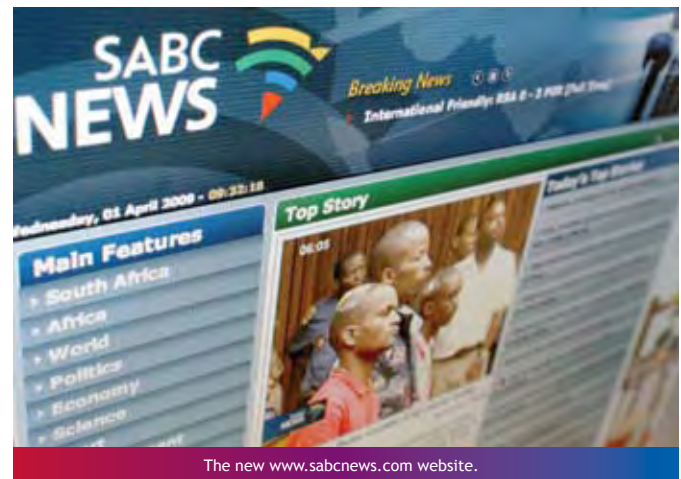 SABC
NEWS
Breaking News
International Friendly: RSA 0 - 2 POR [Full Time]
Wednesday, 01 April 2009 - 09:32:18
Main Features
South Africa
Africa
World
Politics
Economy
Science
Top Story
06:05
Today's Top Stories
The new www.sabcnews.com website.